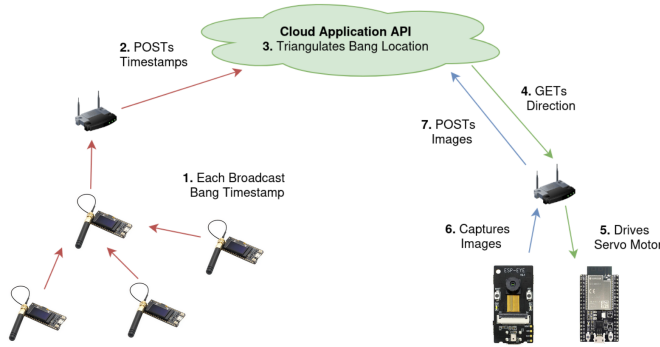 Cloud Application API
3. Triangulates Bang Location
2. POSTs
Timestamps
4. GETs
Direction
7. POSTs
Images
1. Each Broadcast
Bang Timestamp
6. Captures
Images
5. Drives
Servo Motor
ESP-EYE